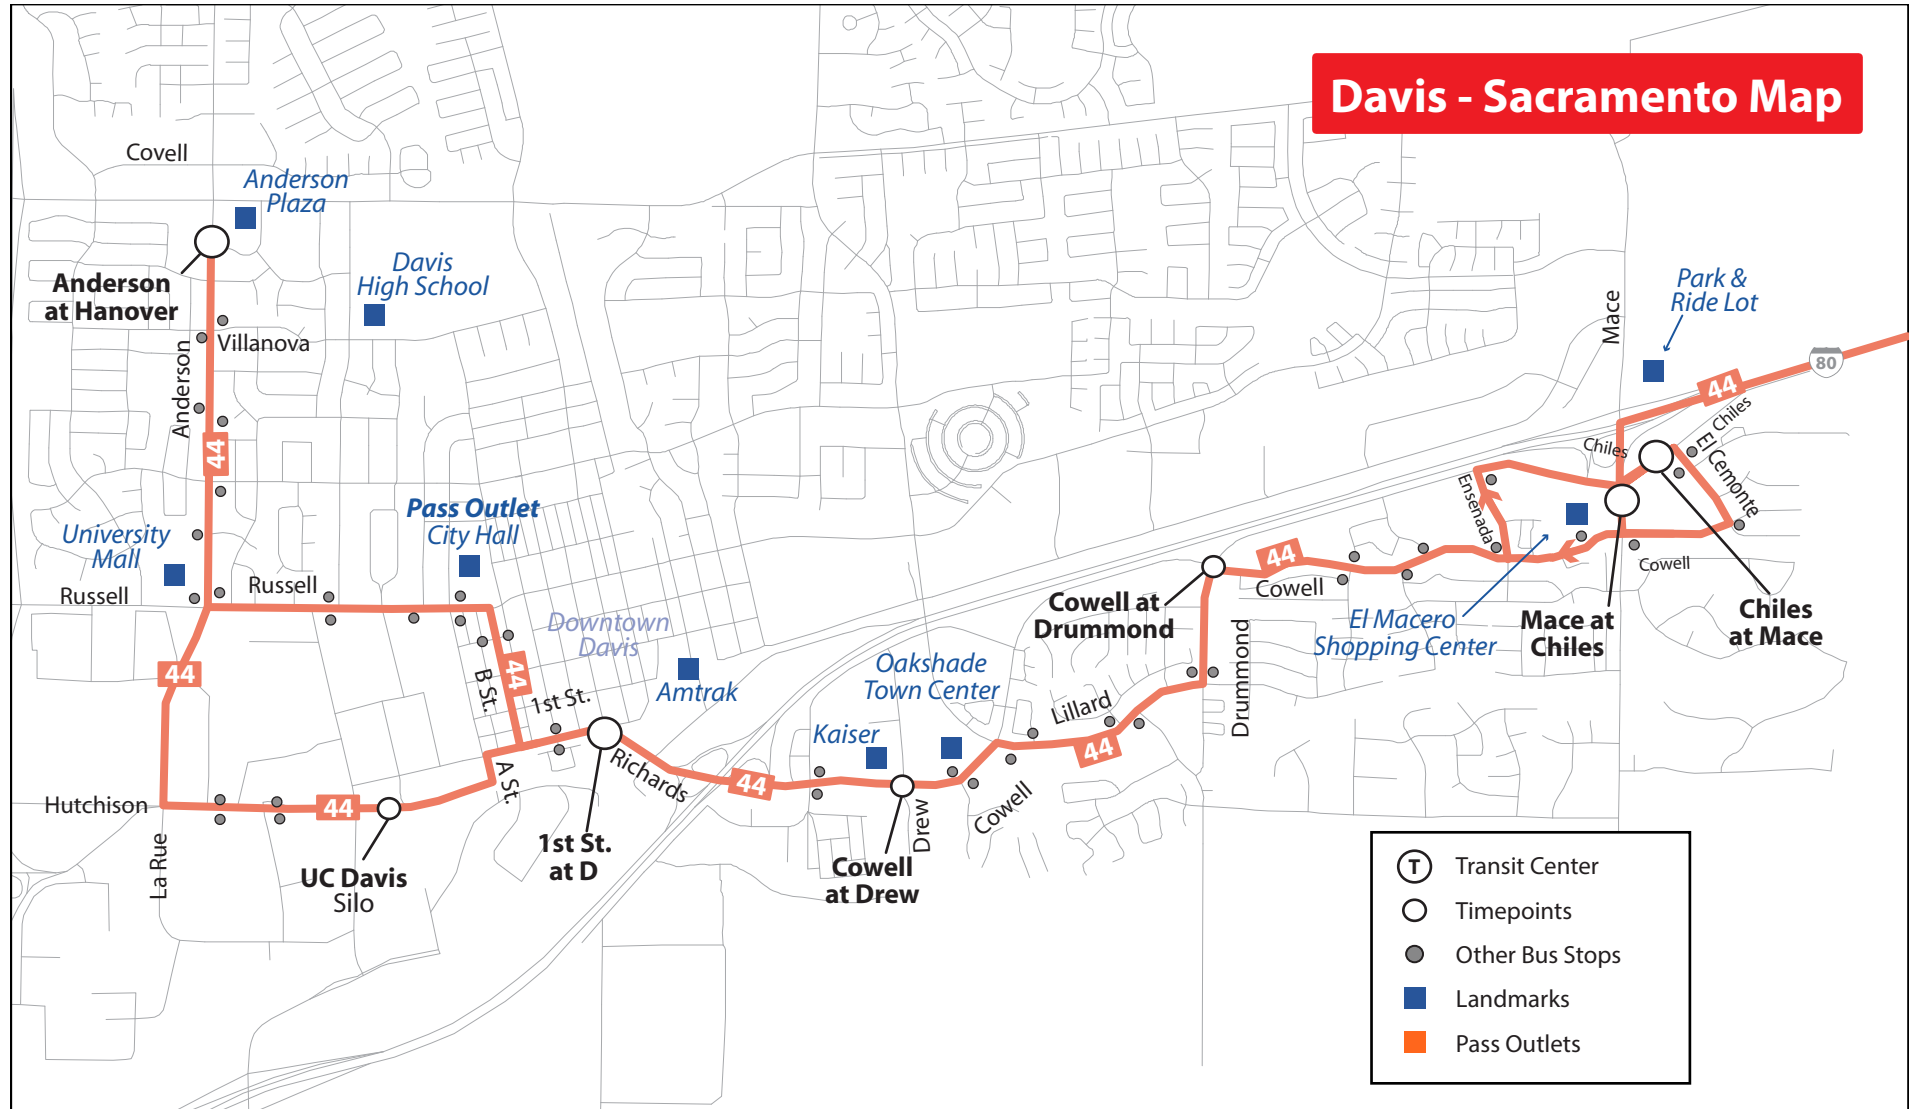 Davis - Sacramento Map
Covell
Anderson
Plaza
Anderson
at Hanover
Davis
High School
Villanova
Anderson
44
Park &
Ride Lot
Mace
80
44
Chiles
Chiles
El Cemonte
Ensenada
Pass Outlet
City Hall
University
Mall
Russell
Russell
Downtown
Davis
44
44
B St.
1st St.
Amtrak
Cowell at
Drummond
44
Cowell
Cowell
El Macero
Shopping Center
Mace at
Chiles
Chiles
at Mace
Oakshade
Town Center
Kaiser
Lillard
44
Drummond
Richards
44
A St.
Hutchison
44
La Rue
UC Davis
Silo
1st St.
at D
Drew
Cowell
Cowell
at Drew
T
Transit Center
Timepoints
Other Bus Stops
Landmarks
Pass Outlets